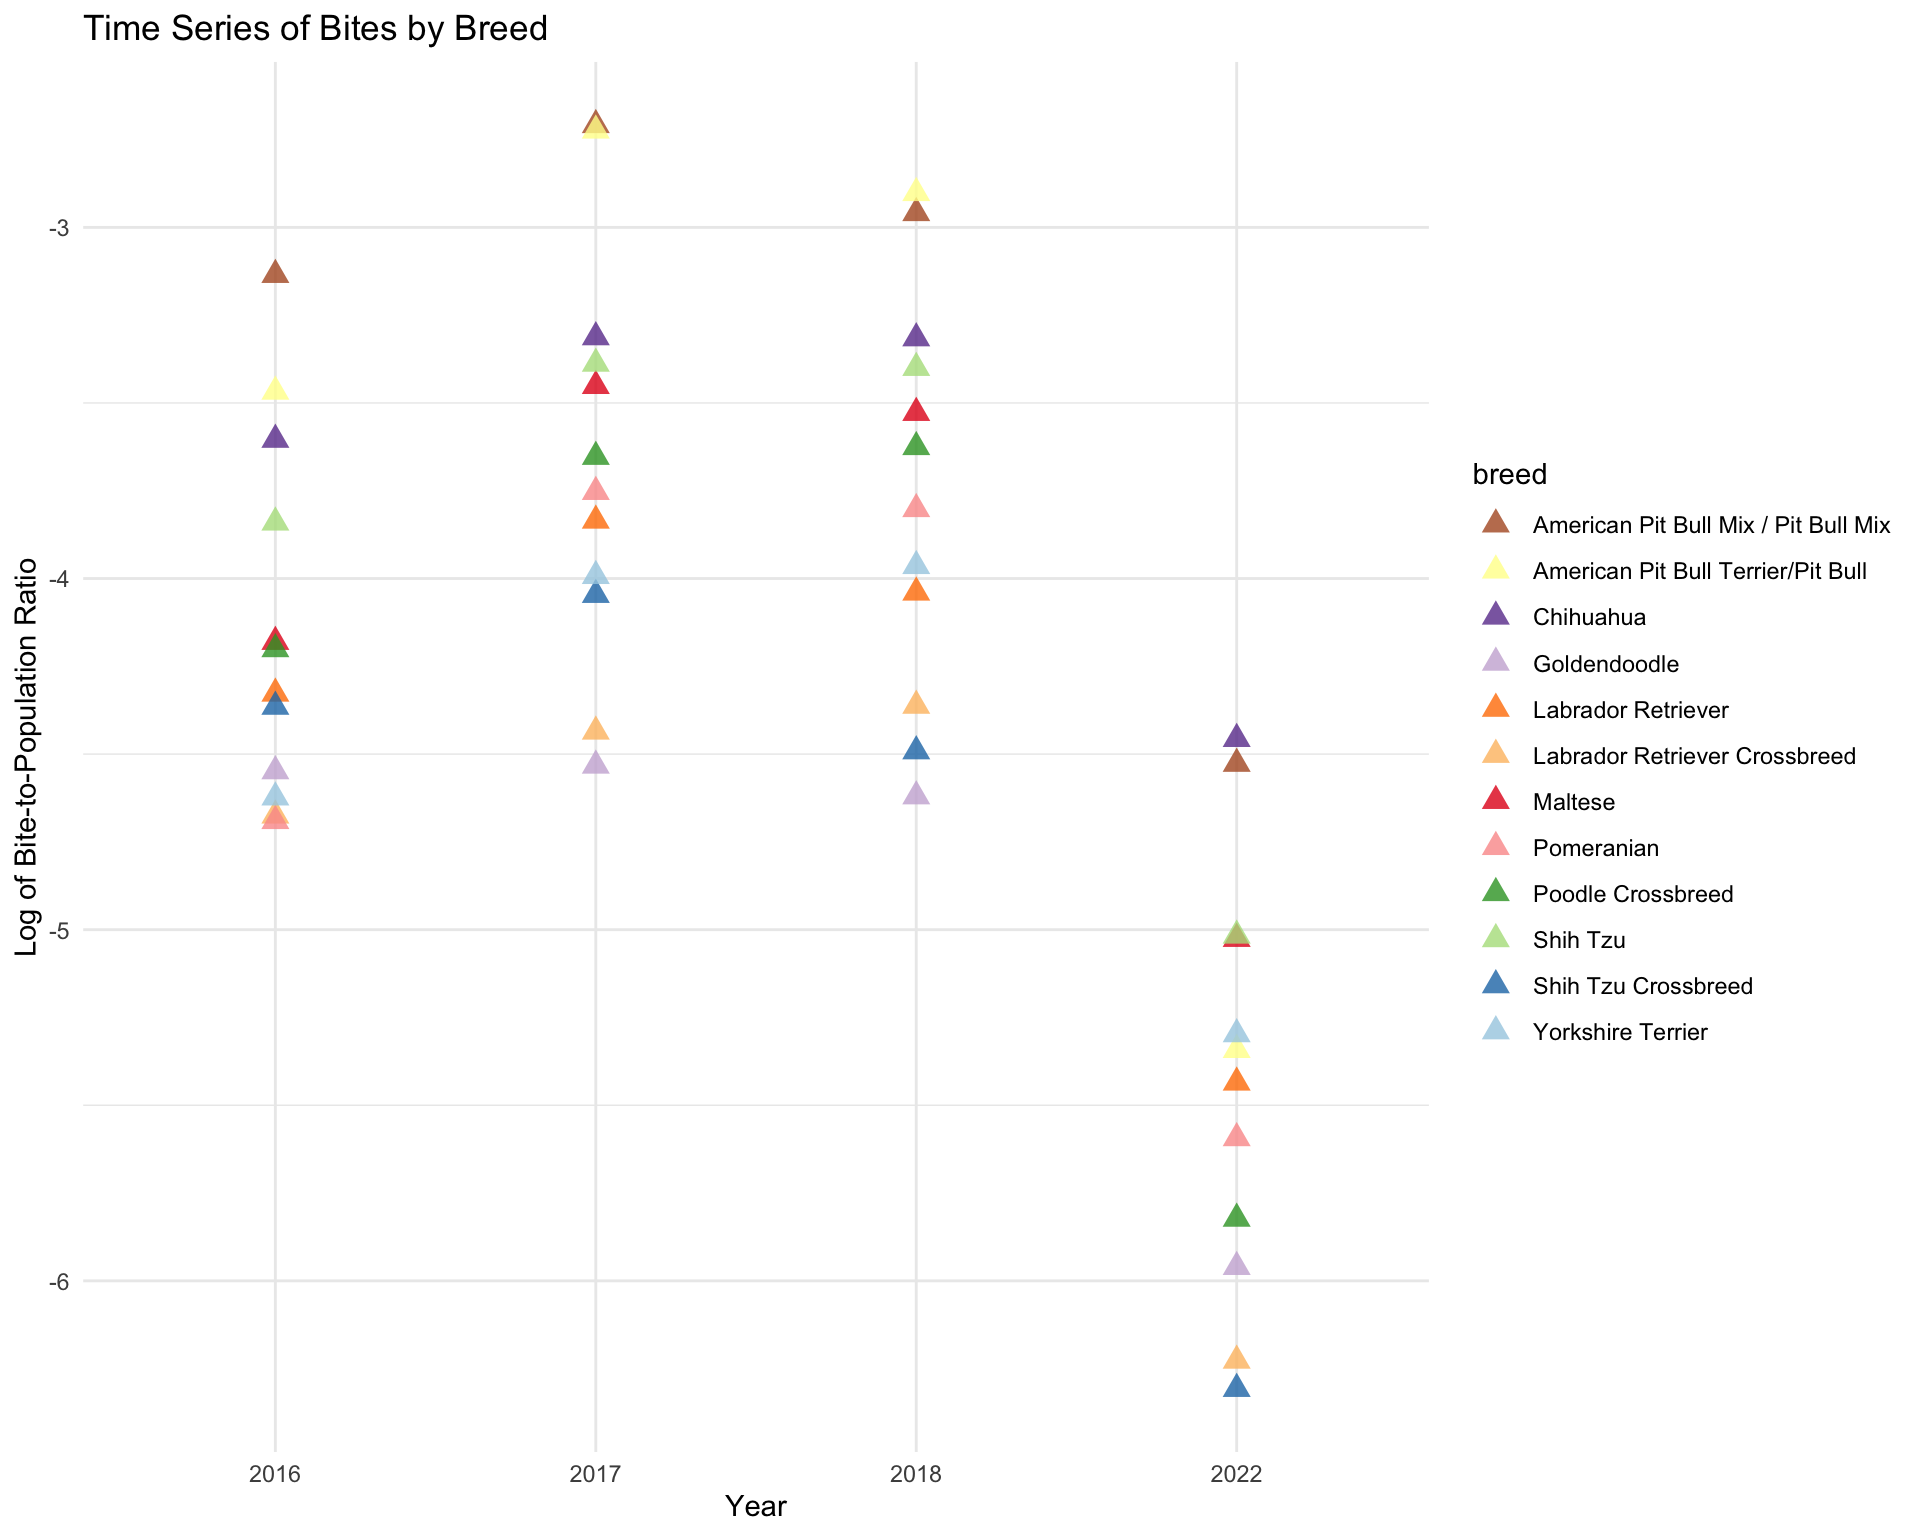 Time Series of Bites by Breed
Log of Bite-to-Population Ratio
-3
-4
-5
-6
2016 2017 2018 2022
Year
breed
American Pit Bull Mix / Pit Bull Mix
American Pit Bull Terrier/Pit Bull
Chihuahua
Goldendoodle
Labrador Retriever
Labrador Retriever Crossbreed
Maltese
Pomeranian
Poodle Crossbreed
Shih Tzu
Shih Tzu Crossbreed
Yorkshire Terrier